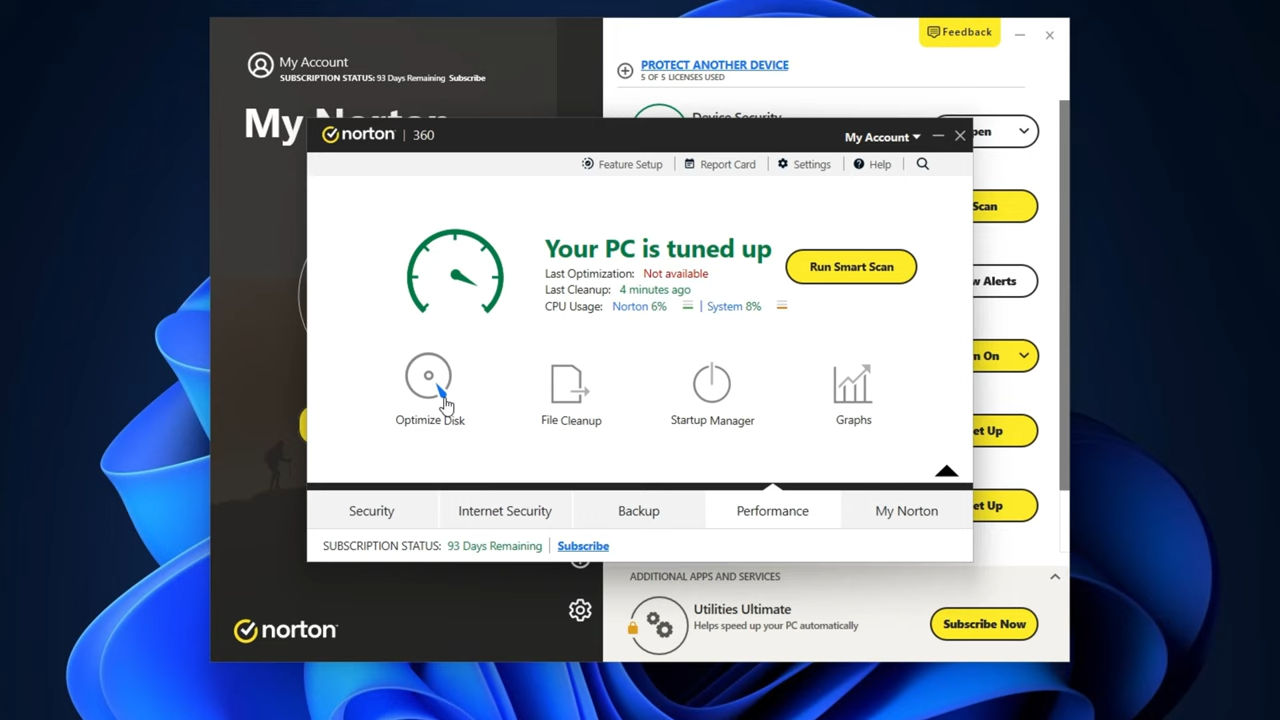 Feedback
My Account
SUBSCRIPTION STATUS: 93 Days Remaining Subscribe
PROTECT ANOTHER DEVICE
5 OF 5 LICENSES USED
My Norton
Device Security
norton | 360
My Account
Feature Setup
Report Card
Settings
Help
Scan
Your PC is tuned up
Last Optimization: Not available
Last Cleanup: 4 minutes ago
CPU Usage: Norton 6% | System 8%
Run Smart Scan
Alerts
On
Optimize Disk
File Cleanup
Startup Manager
Graphs
Up
Security
Internet Security
Backup
Performance
My Norton
Up
SUBSCRIPTION STATUS: 93 Days Remaining | Subscribe
ADDITIONAL APPS AND SERVICES
Utilities Ultimate
Helps speed up your PC automatically
Subscribe Now
norton